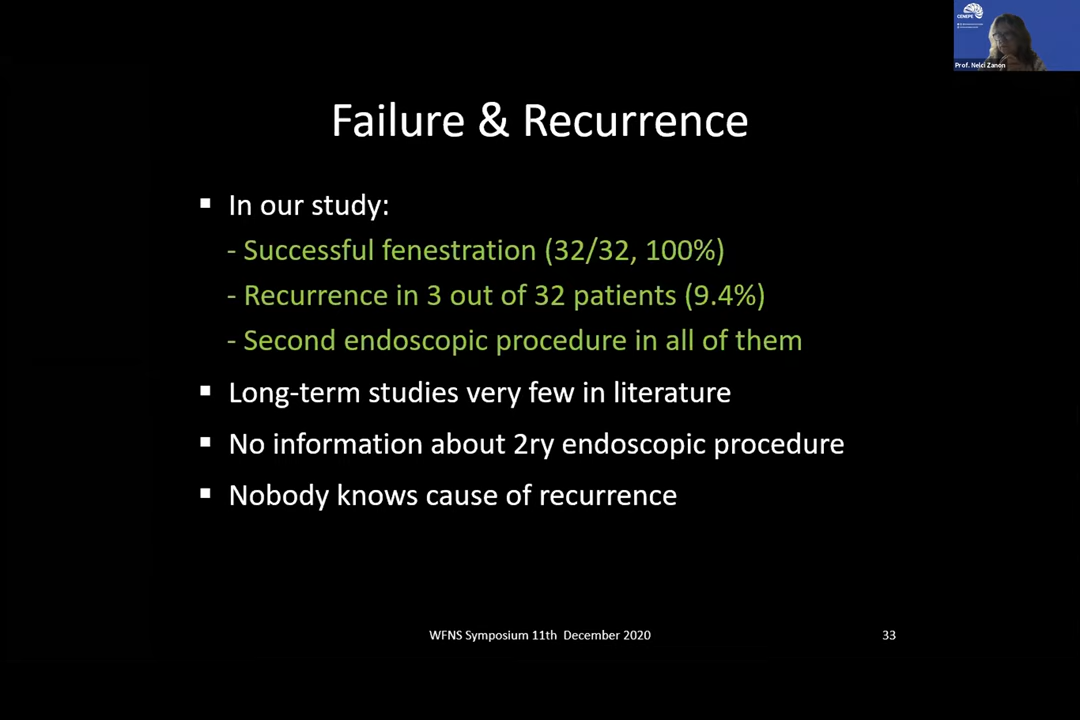 CENEPE
Prof. Nelci Zanon
Failure & Recurrence
▪ In our study:
- Successful fenestration (32/32, 100%)
- Recurrence in 3 out of 32 patients (9.4%)
- Second endoscopic procedure in all of them
▪ Long-term studies very few in literature
▪ No information about 2ry endoscopic procedure
▪ Nobody knows cause of recurrence
WFNS Symposium 11th December 2020
33